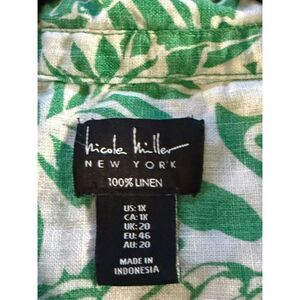 nicole miller
NEW YORK
100% LINEN
US: 1X
CA: 1X
UK: 20
EU: 46
AU: 20
MADE IN
INDONESIA